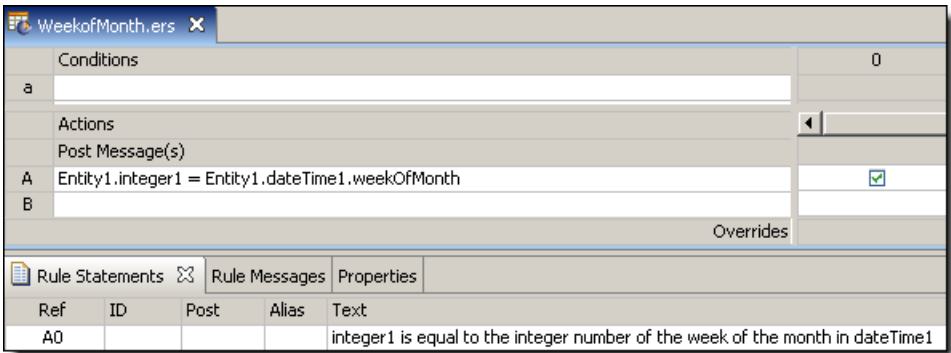 WeekofMonth.ers
Conditions 0
a
Actions
Post Message(s)
A Entity1.integer1 = Entity1.dateTime1.weekOfMonth
B
Overrides
Rule Statements Rule Messages Properties
Ref ID Post Alias Text
A0 integer1 is equal to the integer number of the week of the month in dateTime1